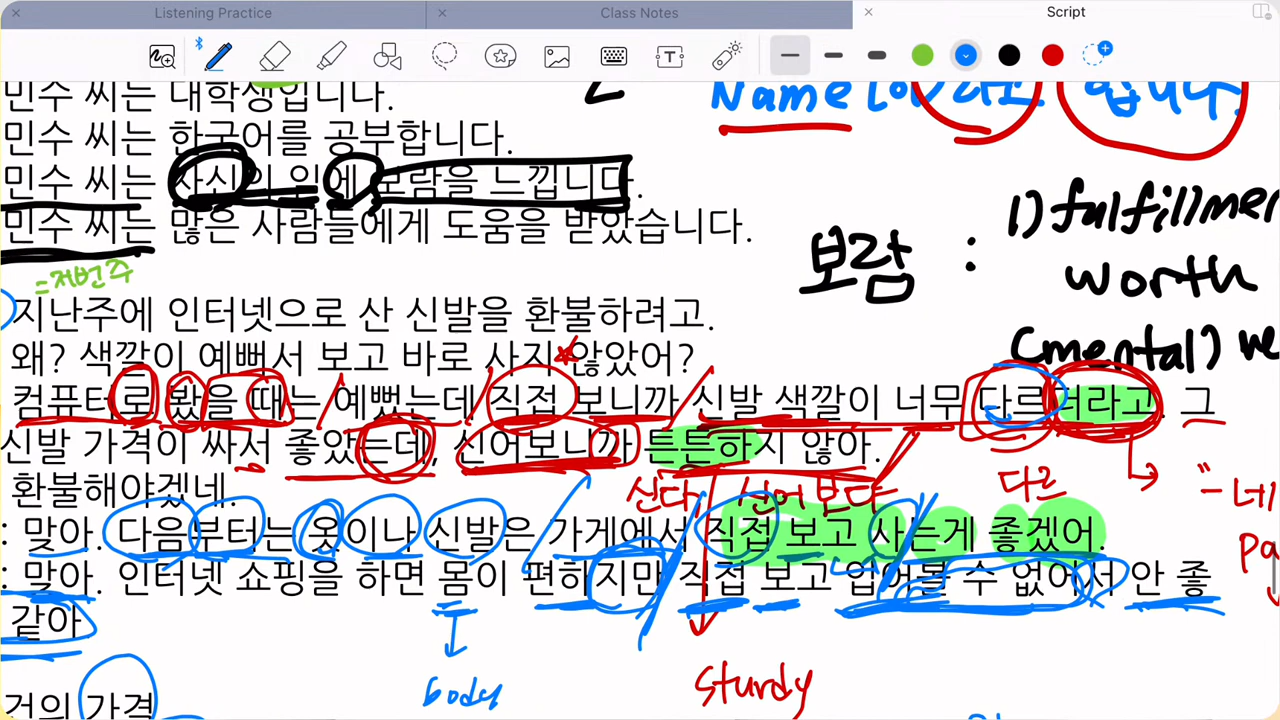 Listening Practice
Class Notes
Script
민수 씨는 대학생입니다.
Name
민수 씨는 한국어를 공부합니다.
민수 씨는 자신의 일에 보람을 느낍니다.
민수 씨는 많은 사람들에게 도움을 받았습니다.
보람 :
1) fulfillmen
worth
(mental)
=저번주
지난주에 인터넷으로 산 신발을 환불하려고.
왜? 색깔이 예뻐서 보고 바로 사지 않았어?
컴퓨터로 봤을 때는 예뻤는데 직접 보니까 신발 색깔이 너무 다르더라고. 그
신발 가격이 싸서 좋았는데, 신어보니까 튼튼하지 않아.
신다 신어 보다
다르
환불해야겠네.
: 맞아. 다음부터는 옷이나 신발은 가게에서 직접 보고 사는게 좋겠어.
: 맞아. 인터넷 쇼핑을 하면 몸이 편하지만 직접 보고 입어볼 수 없어서 안 좋
같아
body
sturdy
것의 가격